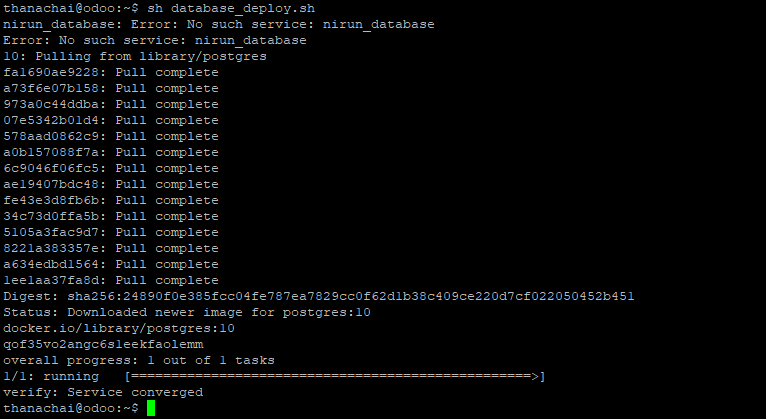 thanachai@odoo:~$ sh database_deploy.sh
nirun_database: Error: No such service: nirun_database
Error: No such service: nirun_database
10: Pulling from library/postgres
fa1690ae9228: Pull complete
a73f6e07b158: Pull complete
973a0c44ddba: Pull complete
07e5342b01d4: Pull complete
578aad0862c9: Pull complete
a0b157088f7a: Pull complete
6c9046f06fc5: Pull complete
ae19407bdc48: Pull complete
fe43e3d8fb6b: Pull complete
34c73d0ffa5b: Pull complete
5105a3fac9d7: Pull complete
8221a383357e: Pull complete
a634edbd1564: Pull complete
1ee1aa37fa8d: Pull complete
Digest: sha256:24890f0e385fcc04fe787ea7829cc0f62d1b38c409ce220d7cf022050452b451
Status: Downloaded newer image for postgres:10
docker.io/library/postgres:10
qof35vo2angc6s1eekfao1emm
overall progress: 1 out of 1 tasks
1/1: running   [==================================================>]
verify: Service converged
thanachai@odoo:~$